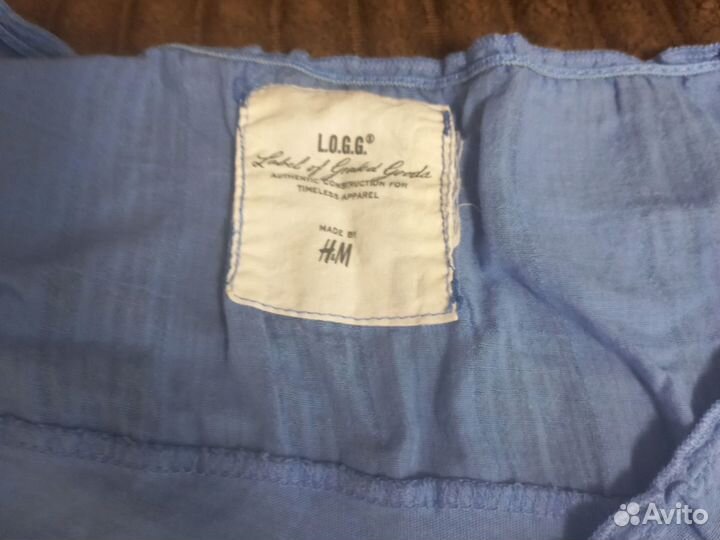 L.O.G.G.®
Label of Graded Goods
AUTHENTIC CONSTRUCTION FOR
TIMELESS APPAREL
MADE BY
H&M
Avito